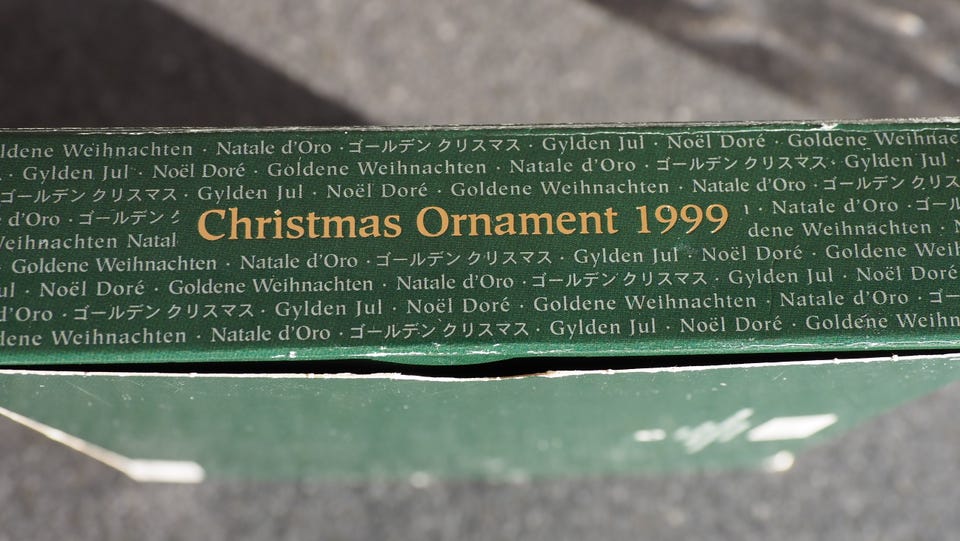 ldene Weihnachten · Natale d'Oro · ゴールデン クリスマス · Gylden Jul · Noël Doré · Goldene Weihnac
· Gylden Jul · Noël Doré · Goldene Weihnachten · Natale d'Oro · ゴールデン クリスマス · Gylden Jul ·
ゴールデン クリスマス · Gylden Jul · Noël Doré · Goldene Weihnachten · Natale d'Oro · ゴールデン クリス
e d'Oro · ゴールデン · Natale d'Oro · ゴール
Christmas Ornament 1999
Weihnachten Natal dene Weihnachten · N
· Goldene Weihnachten · Natale d'Oro · ゴールデン クリスマス · Gylden Jul · Noël Doré · Goldene Weih
ul · Noël Doré · Goldene Weihnachten · Natale d'Oro · ゴールデン クリスマス · Gylden Jul · Noël Doré
d'Oro · ゴールデン クリスマス · Gylden Jul · Noël Doré · Goldene Weihnachten · Natale d'Oro · ゴー
dene Weihnachten · Natale d'Oro · ゴールデン クリスマス · Gylden Jul · Noël Doré · Goldene Weihn